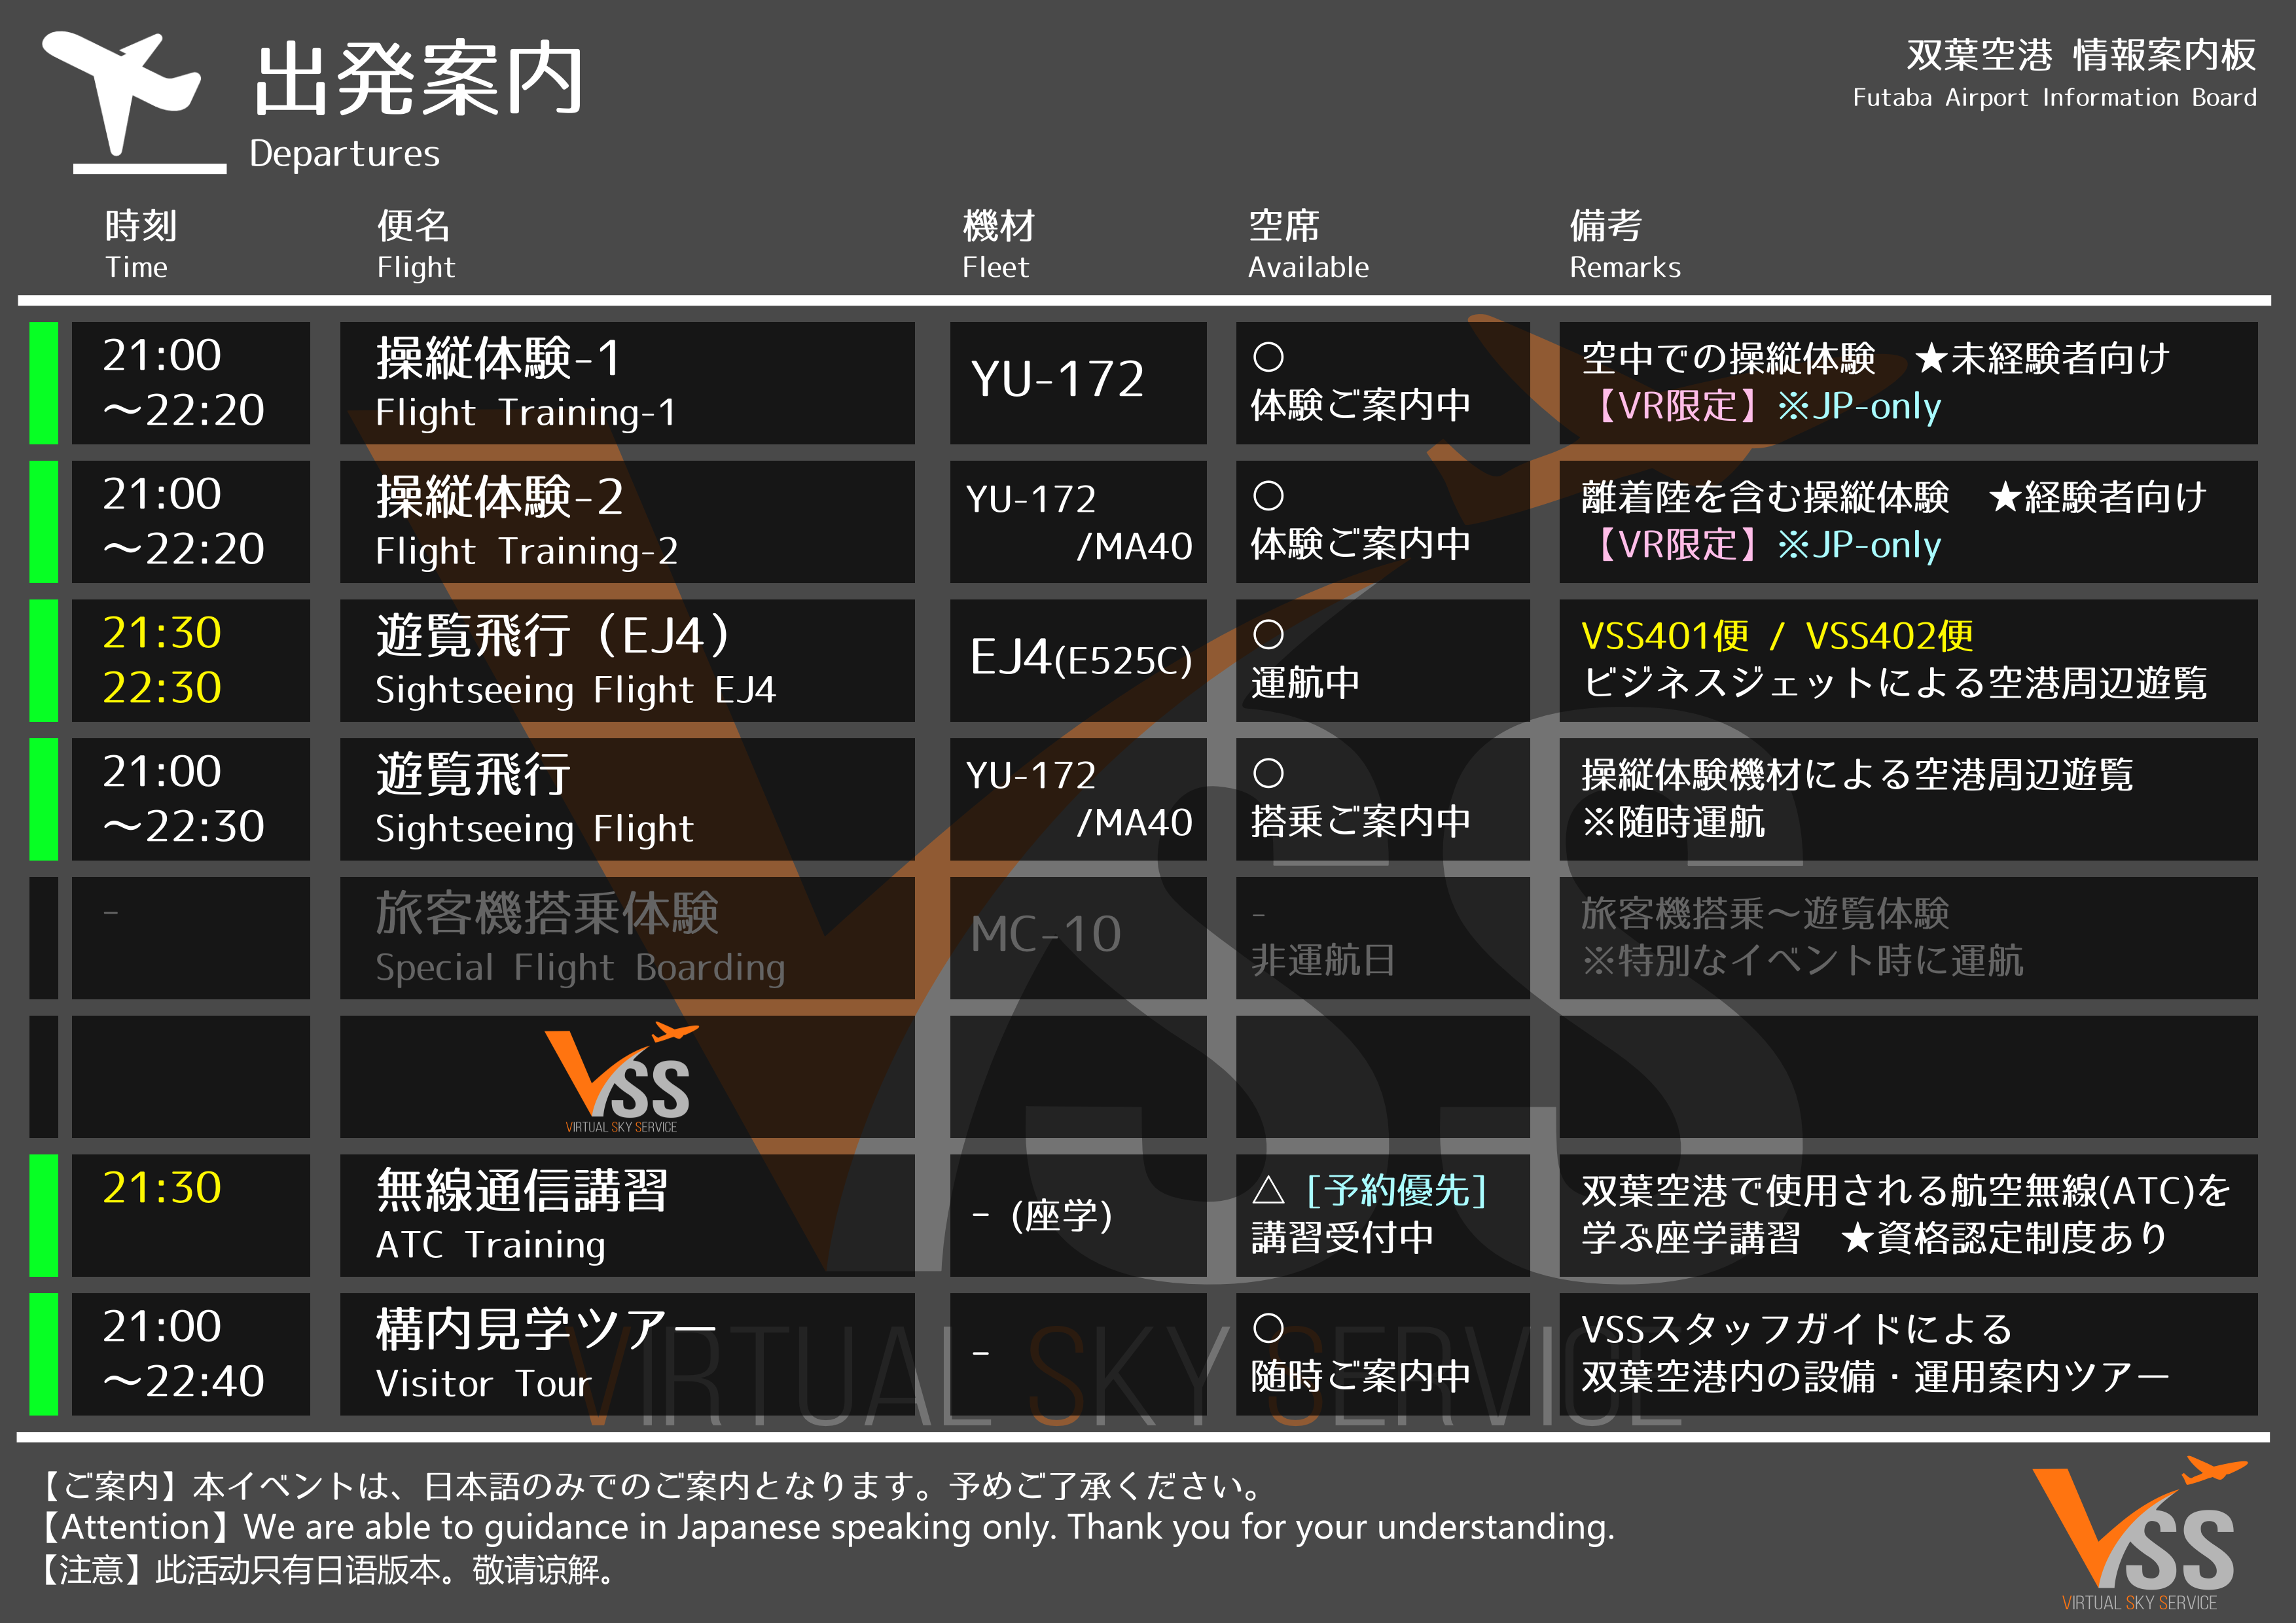 出発案内
Departures
双葉空港 情報案内板
Futaba Airport Information Board
時刻 便名 機材 空席 備考
Time Flight Fleet Available Remarks
21:00
～22:20
操縦体験-1
Flight Training-1
YU-172
○
体験ご案内中
空中での操縦体験　★未経験者向け
【VR限定】※JP-only
21:00
～22:20
操縦体験-2
Flight Training-2
YU-172
/MA40
○
体験ご案内中
離着陸を含む操縦体験　★経験者向け
【VR限定】※JP-only
21:30
22:30
遊覧飛行（EJ4）
Sightseeing Flight EJ4
EJ4(E525C)
○
運航中
VSS401便 / VSS402便
ビジネスジェットによる空港周辺遊覧
21:00
～22:30
遊覧飛行
Sightseeing Flight
YU-172
/MA40
○
搭乗ご案内中
操縦体験機材による空港周辺遊覧
※随時運航
-
旅客機搭乗体験
Special Flight Boarding
MC-10
-
非運航日
旅客機搭乗～遊覧体験
※特別なイベント時に運航
VSS
VIRTUAL SKY SERVICE
21:30
無線通信講習
ATC Training
- (座学)
△ [予約優先]
講習受付中
双葉空港で使用される航空無線(ATC)を
学ぶ座学講習　★資格認定制度あり
21:00
～22:40
構内見学ツアー
Visitor Tour
-
○
随時ご案内中
VSSスタッフガイドによる
双葉空港内の設備・運用案内ツアー
VSS
VIRTUAL SKY SERVICE
【ご案内】本イベントは、日本語のみでのご案内となります。予めご了承ください。
【Attention】We are able to guidance in Japanese speaking only. Thank you for your understanding.
【注意】此活动只有日语版本。敬请谅解。
VSS
VIRTUAL SKY SERVICE